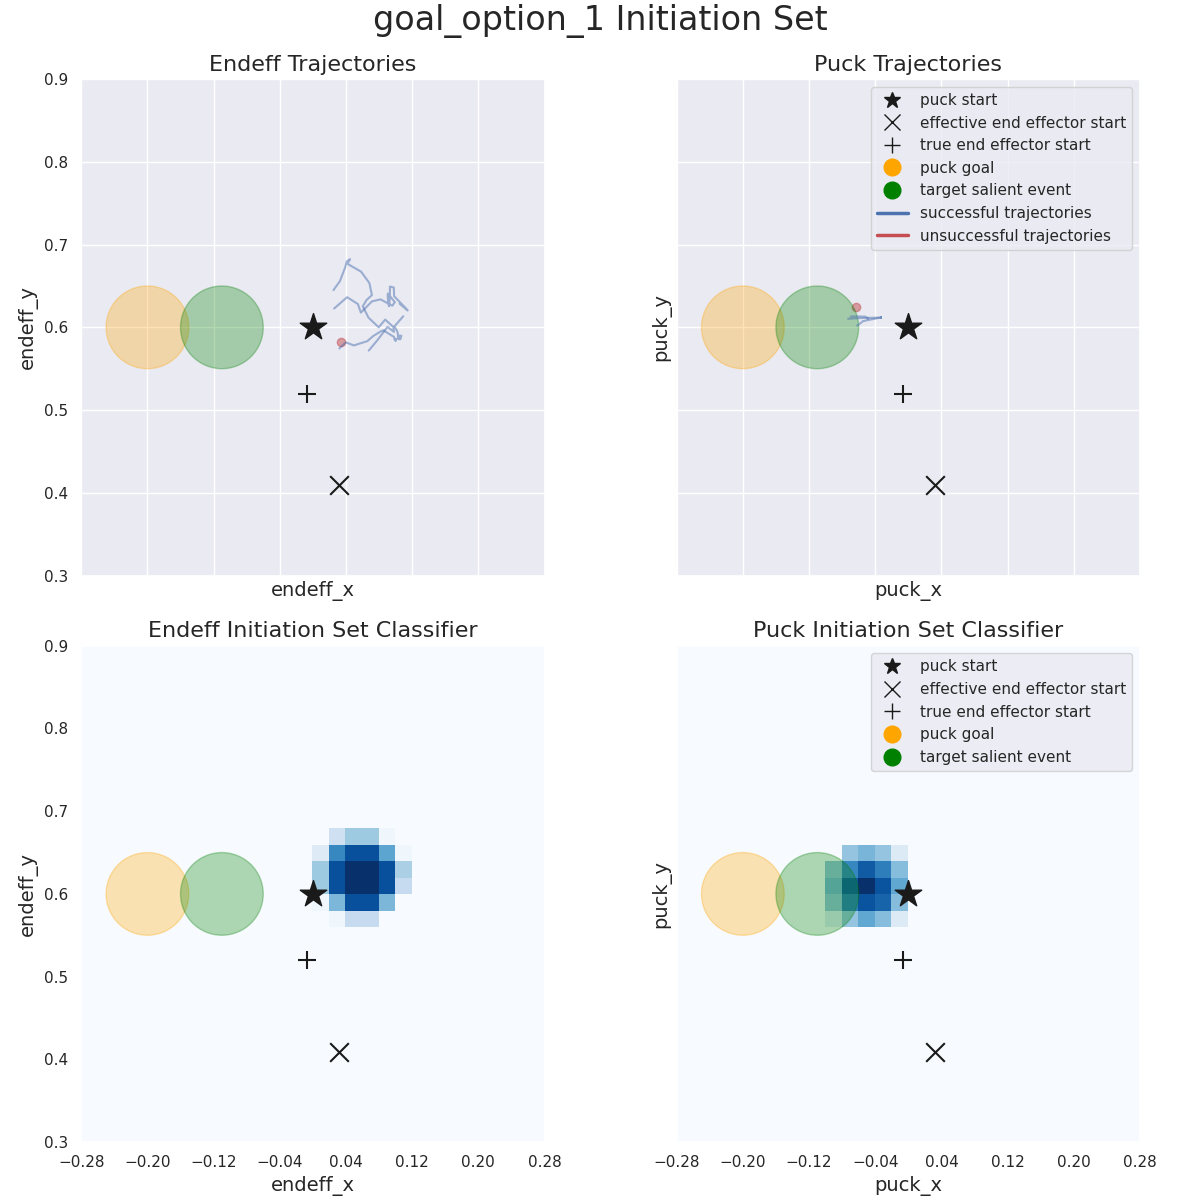 goal_option_1 Initiation Set
Endeff Trajectories
Puck Trajectories
0.9
0.8
0.7
0.6
0.5
0.4
0.3
endeff_y
endeff_x
puck_y
puck_x
puck start
effective end effector start
true end effector start
puck goal
target salient event
successful trajectories
unsuccessful trajectories
Endeff Initiation Set Classifier
Puck Initiation Set Classifier
0.9
0.8
0.7
0.6
0.5
0.4
0.3
endeff_y
−0.28 −0.20 −0.12 −0.04 0.04 0.12 0.20 0.28
endeff_x
puck_y
puck start
effective end effector start
true end effector start
puck goal
target salient event
−0.28 −0.20 −0.12 −0.04 0.04 0.12 0.20 0.28
puck_x